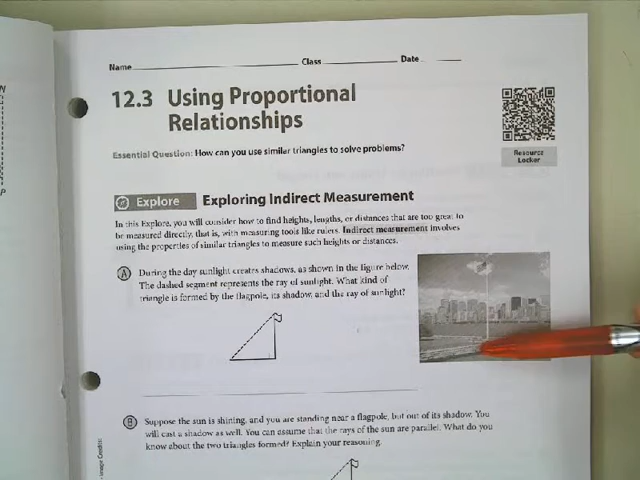 Name Class Date
12.3 Using Proportional
Relationships
Resource
Locker
Essential Question: How can you use similar triangles to solve problems?
Explore Exploring Indirect Measurement
In this Explore, you will consider how to find heights, lengths, or distances that are too great to
be measured directly, that is, with measuring tools like rulers. Indirect measurement involves
using the properties of similar triangles to measure such heights or distances.
A During the day sunlight creates shadows, as shown in the figure below.
The dashed segment represents the ray of sunlight. What kind of
triangle is formed by the flagpole, its shadow, and the ray of sunlight?
B Suppose the sun is shining, and you are standing near a flagpole, but out of its shadow. You
will cast a shadow as well. You can assume that the rays of the sun are parallel. What do you
know about the two triangles formed? Explain your reasoning.
N
P
Image Credits: